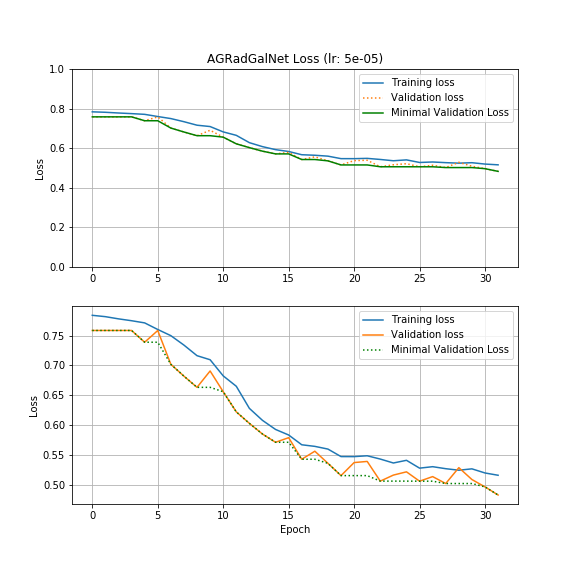 AGRadGalNet Loss (lr: 5e-05)
1.0
0.8
0.6
0.4
0.2
0.0
Loss
Training loss
Validation loss
Minimal Validation Loss
0 5 10 15 20 25 30
0.75
0.70
0.65
0.60
0.55
0.50
Loss
Training loss
Validation loss
Minimal Validation Loss
0 5 10 15 20 25 30
Epoch